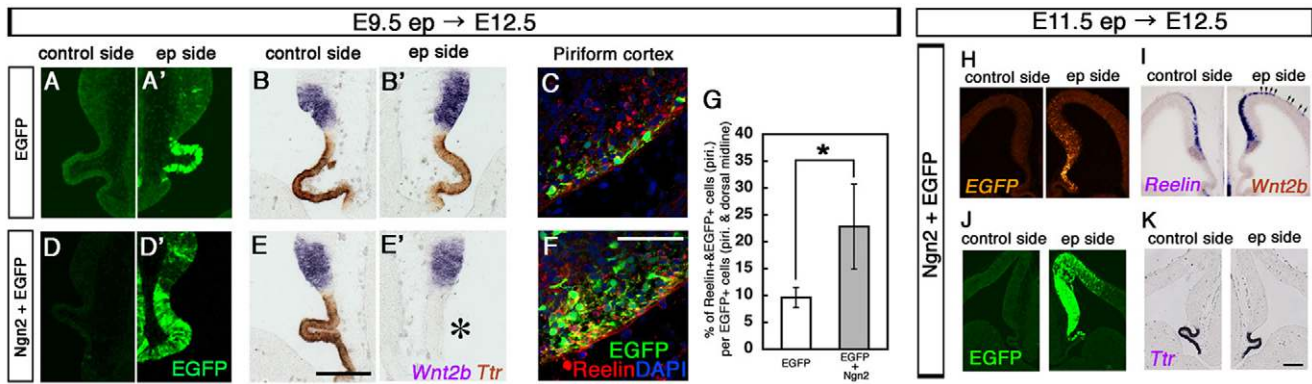 E9.5 ep → E12.5
E11.5 ep → E12.5
control side ep side control side ep side Piriform cortex
EGFP
A A' B B' C
Ngn2 + EGFP
D D' E E' F
EGFP
*
Wnt2b Ttr
EGFP
ReelinDAPI
G
% of Reelin+&EGFP+ cells (piri.)
per EGFP+ cells (piri. & dorsal midline)
40
35
30
25
20
15
10
5
0
*
EGFP
EGFP
+
Ngn2
Ngn2 + EGFP
H I
control side ep side control side ep side
EGFP Reelin Wnt2b
J K
control side ep side control side ep side
EGFP Ttr